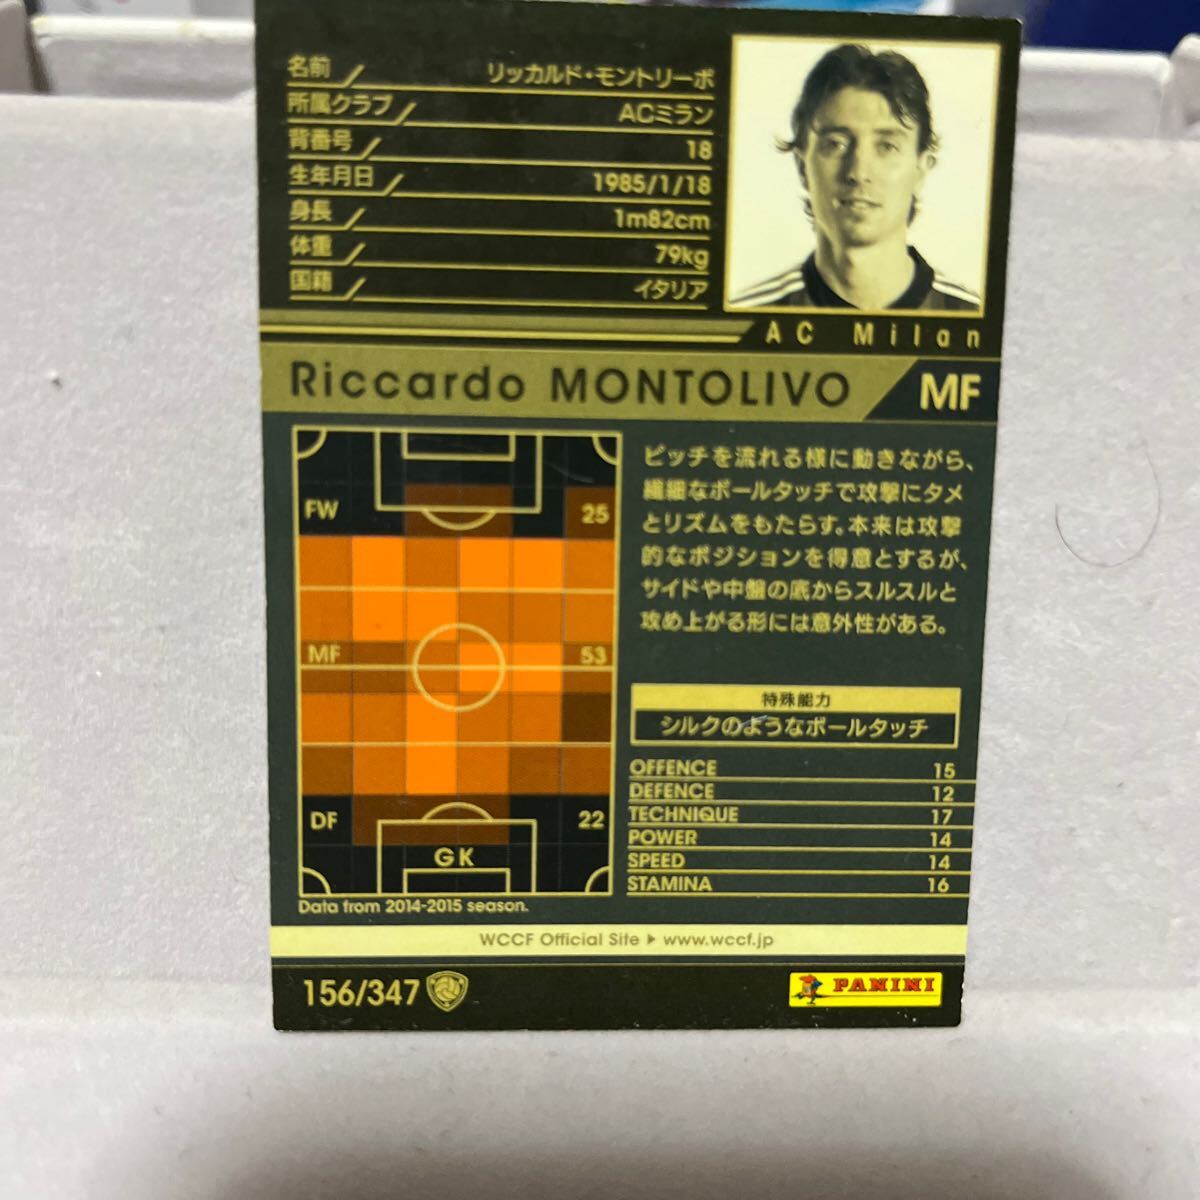 名前 リッカルド・モントリーボ
所属クラブ ACミラン
背番号 18
生年月日 1985/1/18
身長 1m82cm
体重 79kg
国籍 イタリア
AC Milan
Riccardo MONTOLIVO MF
FW 25
MF 53
DF 22
GK
Data from 2014-2015 season.
ピッチを流れる様に動きながら、
繊細なボールタッチで攻撃にタメ
とリズムをもたらす。本来は攻撃
的なポジションを得意とするが、
サイドや中盤の底からスルスルと
攻め上がる形には意外性がある。
特殊能力
シルクのようなボールタッチ
OFFENCE 15
DEFENCE 12
TECHNIQUE 17
POWER 14
SPEED 14
STAMINA 16
WCCF Official Site ▶ www.wccf.jp
156/347
PANINI